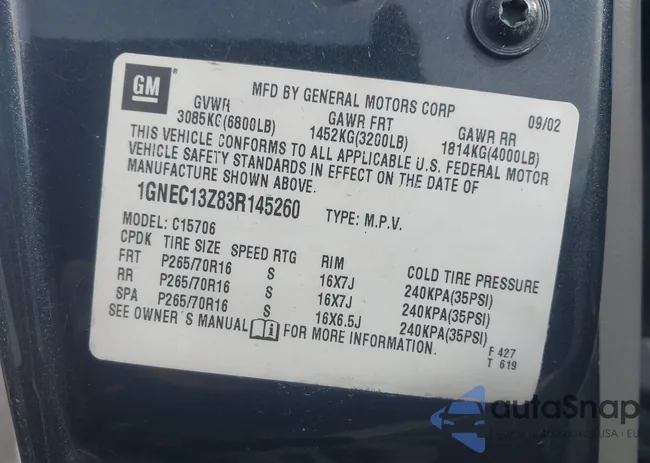 GM
MFD BY GENERAL MOTORS CORP 09/02
GVWR GAWR FRT GAWR RR
3085KG(6800LB) 1452KG(3200LB) 1814KG(4000LB)
THIS VEHICLE CONFORMS TO ALL APPLICABLE U.S. FEDERAL MOTOR
VEHICLE SAFETY STANDARDS IN EFFECT ON THE DATE OF
MANUFACTURE SHOWN ABOVE.
1GNEC13Z83R145260 TYPE: M.P.V.
MODEL: C15706
CPDK TIRE SIZE SPEED RTG RIM COLD TIRE PRESSURE
FRT P265/70R16 S 16X7J 240KPA(35PSI)
RR P265/70R16 S 16X7J 240KPA(35PSI)
SPA P265/70R16 S 16X6.5J 240KPA(35PSI)
SEE OWNER'S MANUAL FOR MORE INFORMATION.
F 427
T 619
autoSnap